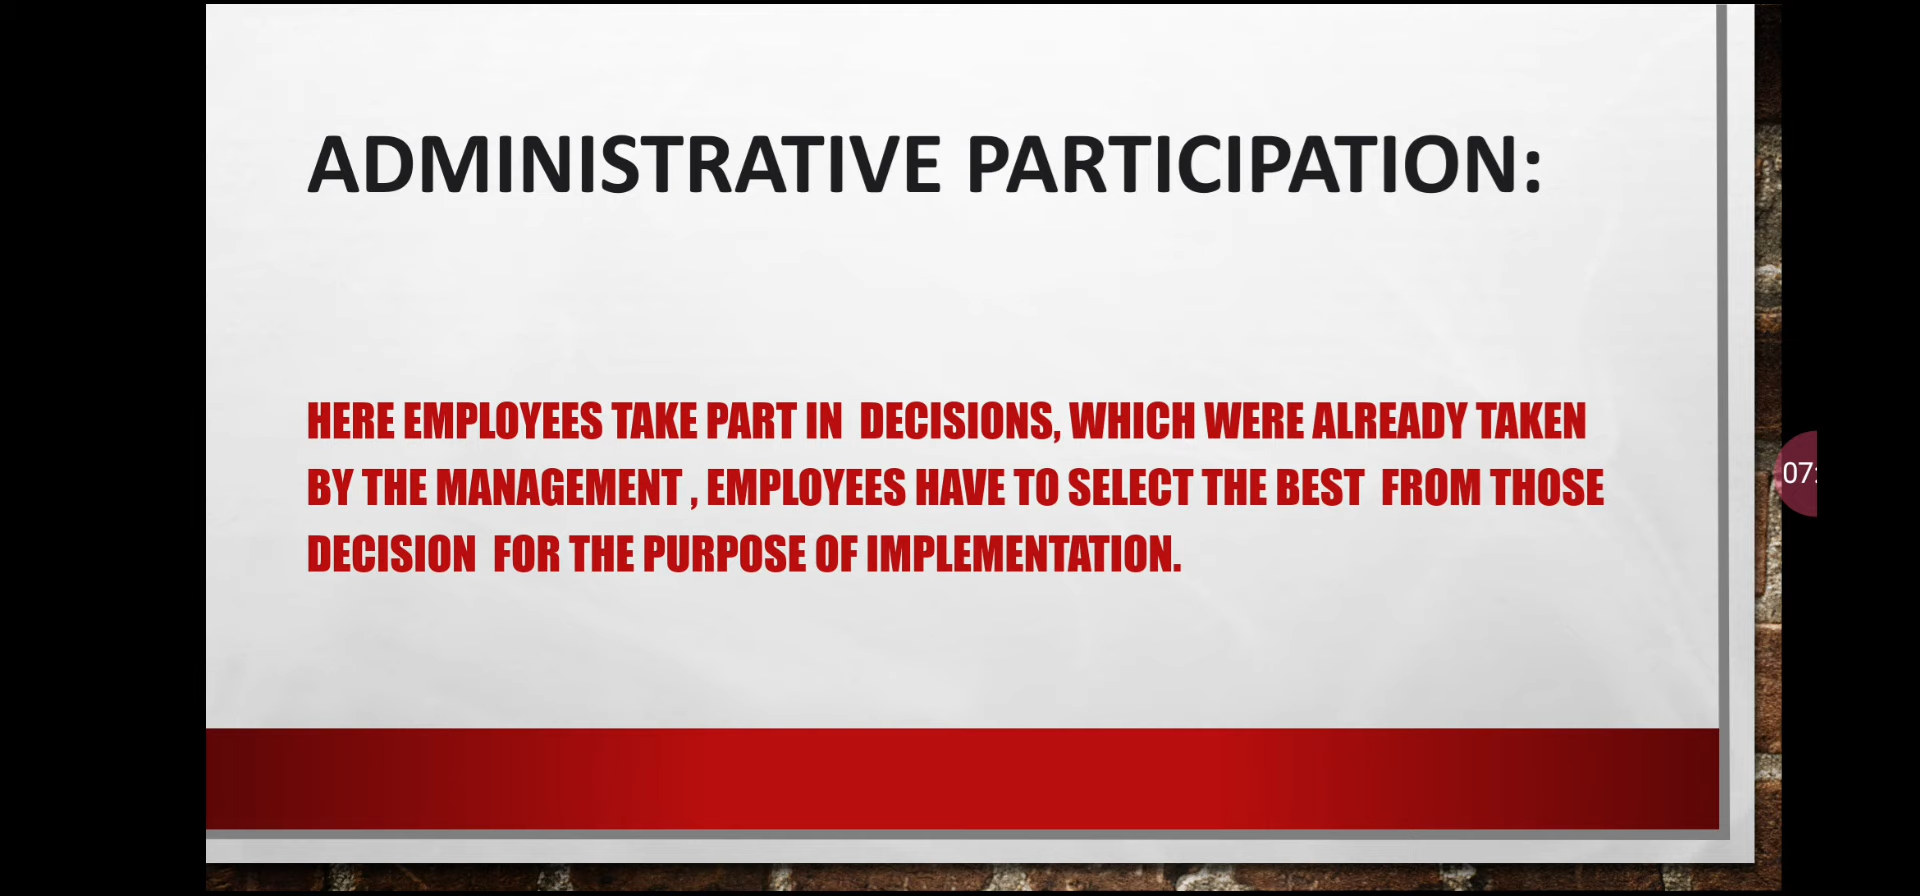 ADMINISTRATIVE PARTICIPATION:
HERE EMPLOYEES TAKE PART IN DECISIONS, WHICH WERE ALREADY TAKEN
BY THE MANAGEMENT , EMPLOYEES HAVE TO SELECT THE BEST FROM THOSE
DECISION FOR THE PURPOSE OF IMPLEMENTATION.
07: